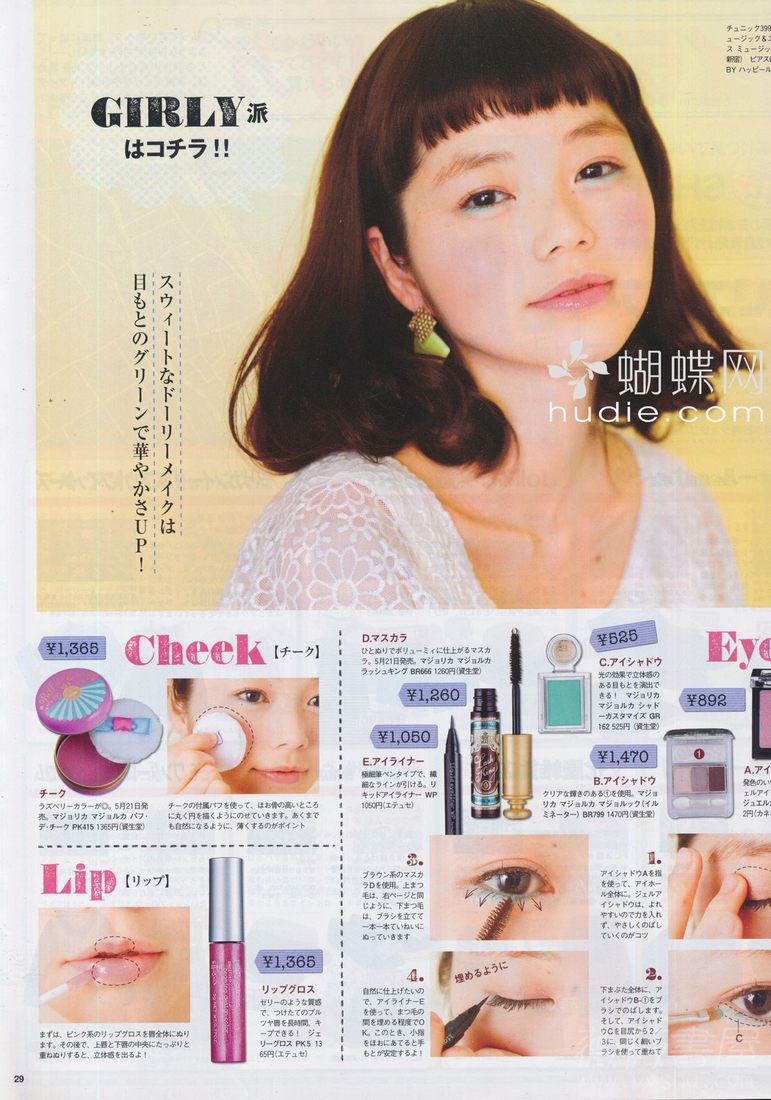 GIRLY派
はコチラ!!
チュニック399
ュージック&エ
ス ミュージッ
新宿) ピアス
BY ハッピール
スウィートなドーリーメイクは
目もとのグリーンで華やかさUP!
蝴蝶网
hudie.com
¥1,365
Cheek【チーク】
チーク
ラズベリーカラーが◎。5月21日発
売。マジョリカ マジョルカ パフ・
デ・チーク PK415 1365円(資生堂)
チークの付属パフを使って、ほお骨の高いところ
に丸く円を描くようにのせていきます。あくまで
も自然になるように、薄くするのがポイント
Lip【リップ】
まずは、ピンク系のリップグロスを唇全体にぬり
ます。その後で、上唇と下唇の中央にたっぷりと
重ねぬりすると、立体感を出るよ!
¥1,365
リップグロス
ゼリーのような質感
で、つけたてのプル
ツヤ唇を長時間、キ
ープできる! ジェ
リーグロス PK5 13
65円(エテュセ)
D.マスカラ
ひとぬりでボリューミィに仕上がるマスカ
ラ。5月21日発売。マジョリカ マジョルカ
ラッシュキング BR666 1260円(資生堂)
¥1,260
¥1,050
E.アイライナー
極細筆ペンタイプで、繊
細なラインが引ける。リ
キッドアイライナー WP
1050円(エテュセ)
Eye
¥525
C.アイシャドウ
光の効果で立体感の
ある目もとを演出で
きる! マジョリカ
マジョルカ シャド
ーカスタマイズ GR
162 525円(資生堂)
¥892
¥1,470
B.アイシャドウ
クリアな輝きのある①を使用。マジョ
リカ マジョルカ マジョルック(イル
ミネーター) BR799 1470円(資生堂)
①
A.アイ
発色のいい
ェルアイ
ュジェル
2円(カネ
3.
ブラウン系のマスカ
ラDを使用。上まつ
毛は、右ページと同
じように、下まつ毛
は、ブラシを立てて
一本一本ていねいに
ぬっていきます
4.
自然に仕上げたいの
で、アイライナーE
を使って、まつ毛の
間を埋める程度でO
K。このとき、小指
をほおにあてると手
もとが安定するよ!
埋めるように
1.
アイシャドウAを指
を使って、アイホー
ル全体に。ジェルア
イシャドウは、よれ
やすいので力を入れ
ず、やさしくのばし
ていくのがコツ
2.
下まぶた全体に、ア
イシャドウB-①をブ
ラシでのばします。
そして、アイシャド
ウCを目尻から2/
3に、同じく細いブ
ラシを使って重ねて
C
29